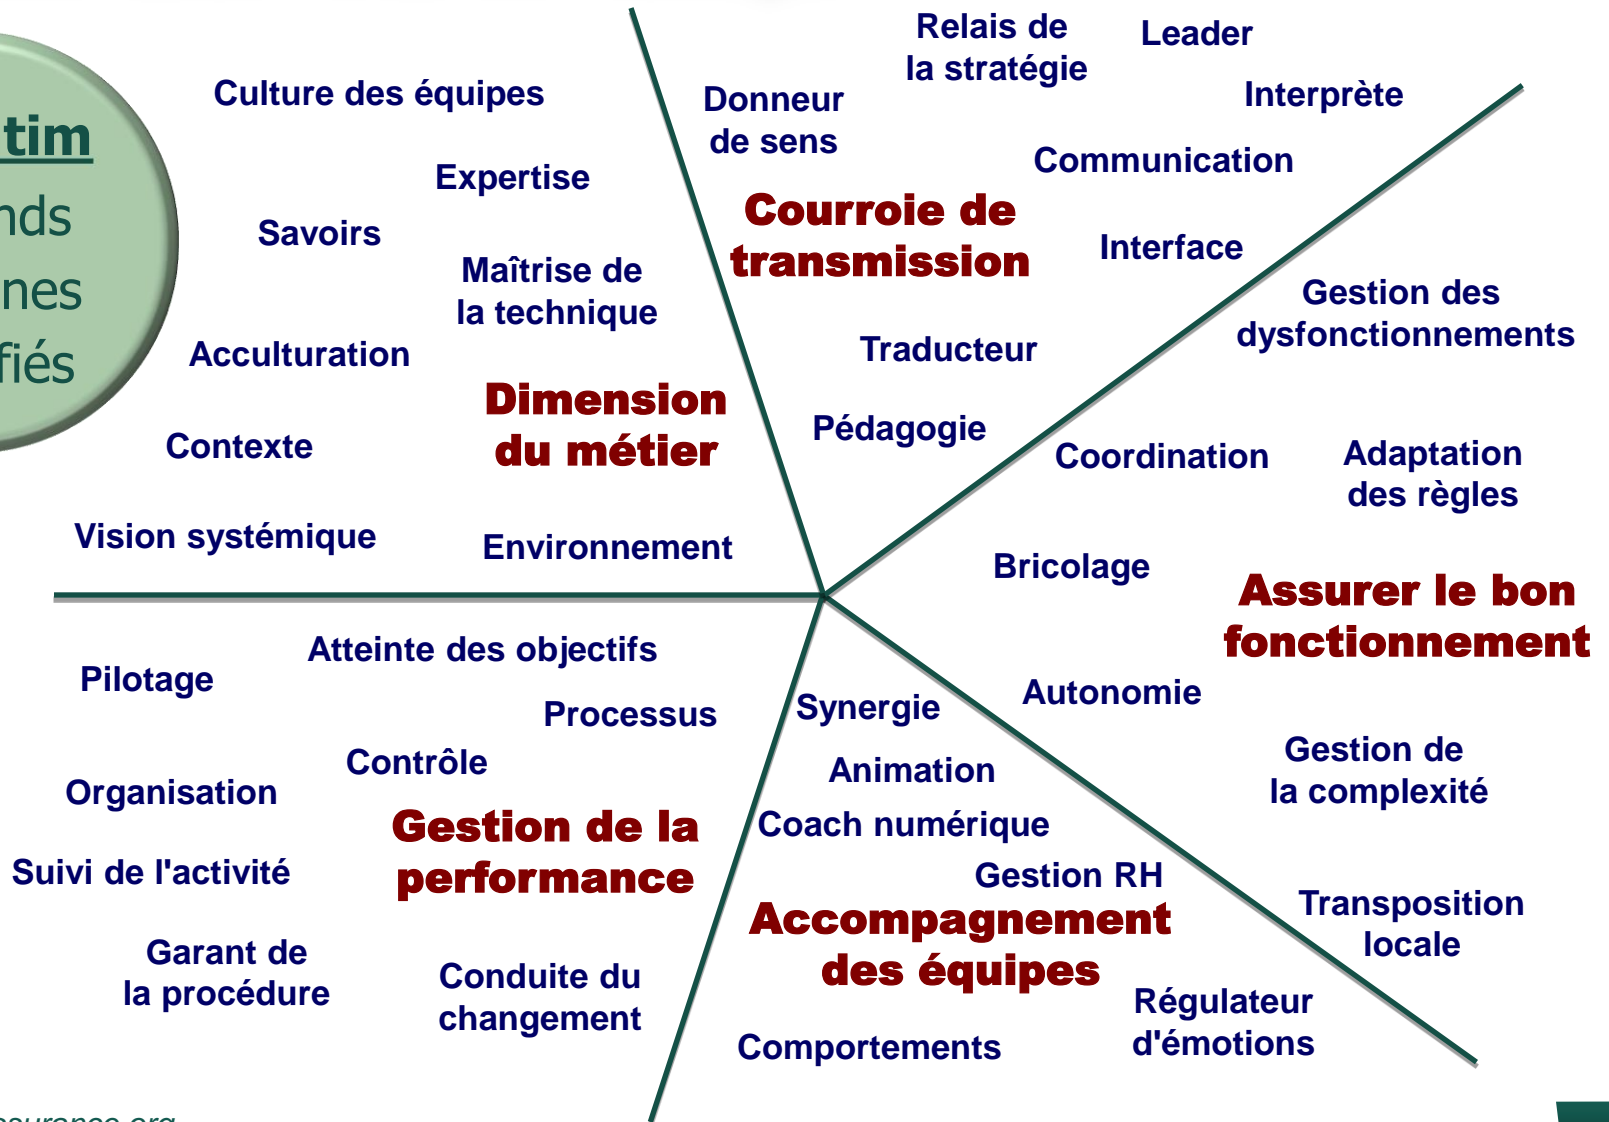 tim
Culture des équipes
Expertise
Savoirs
Maîtrise de
la technique
Acculturation
Dimension
du métier
Contexte
Vision systémique
Environnement
Relais de
la stratégie
Leader
Donneur
de sens
Interprète
Communication
Courroie de
transmission
Interface
Traducteur
Pédagogie
Gestion des
dysfonctionnements
Coordination
Adaptation
des règles
Bricolage
Assurer le bon
fonctionnement
Autonomie
Gestion de
la complexité
Transposition
locale
Atteinte des objectifs
Pilotage
Processus
Contrôle
Organisation
Gestion de la
performance
Suivi de l'activité
Garant de
la procédure
Conduite du
changement
Synergie
Animation
Coach numérique
Gestion RH
Accompagnement
des équipes
Régulateur
d'émotions
Comportements